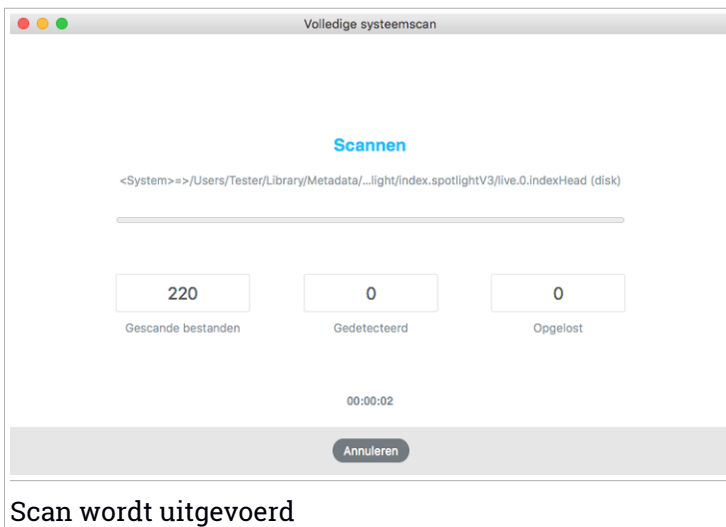 Volledige systeemscan
Scannen
<System>=>/Users/Tester/Library/Metadata/...light/index.spotlightV3/live.0.indexHead (disk)
220 0 0
Gescande bestanden Gedetecteerd Opgelost
00:00:02
Annuleren
Scan wordt uitgevoerd